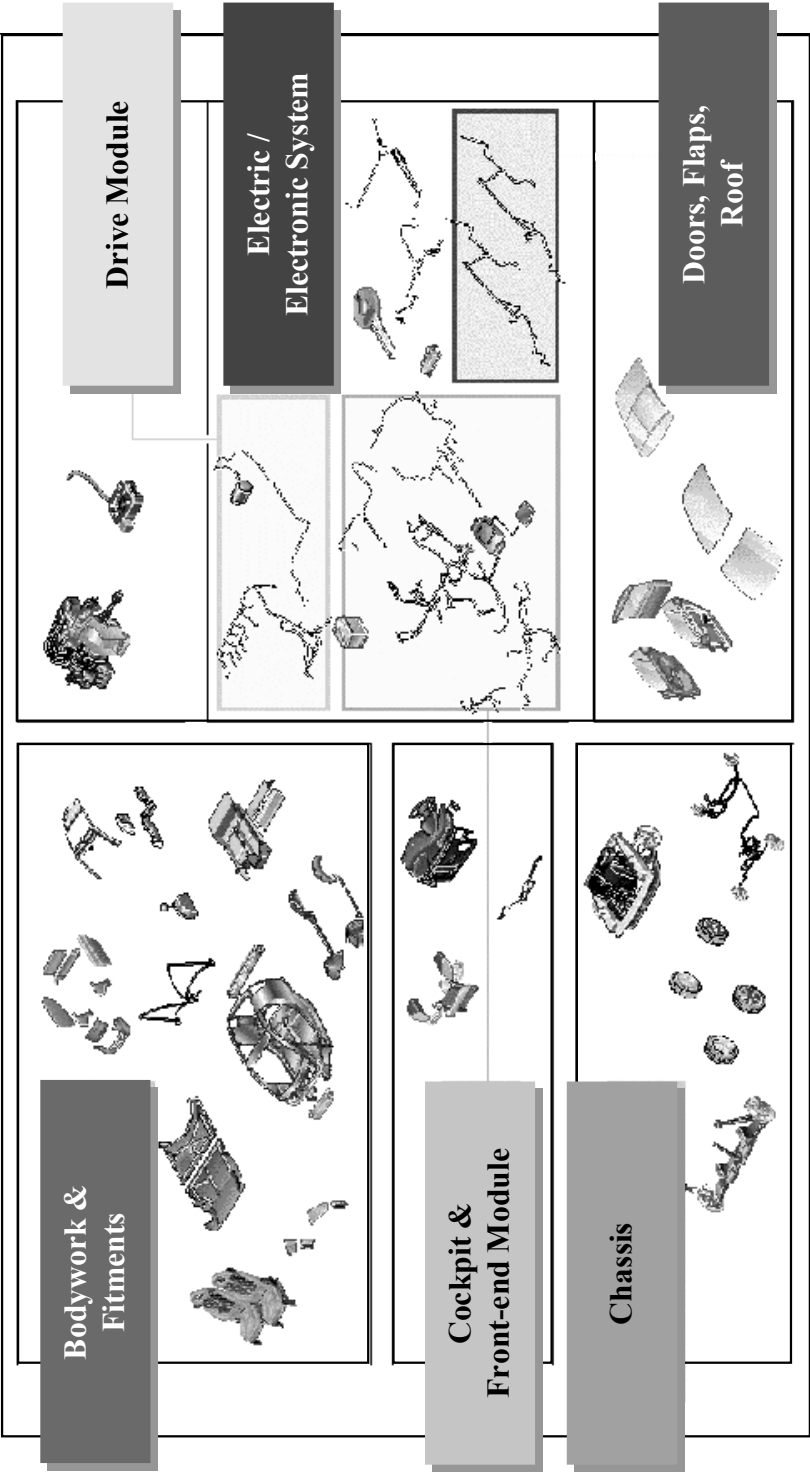 Drive Module
Electric /
Electronic System
Doors, Flaps,
Roof
Bodywork &
Fitments
Cockpit &
Front-end Module
Chassis